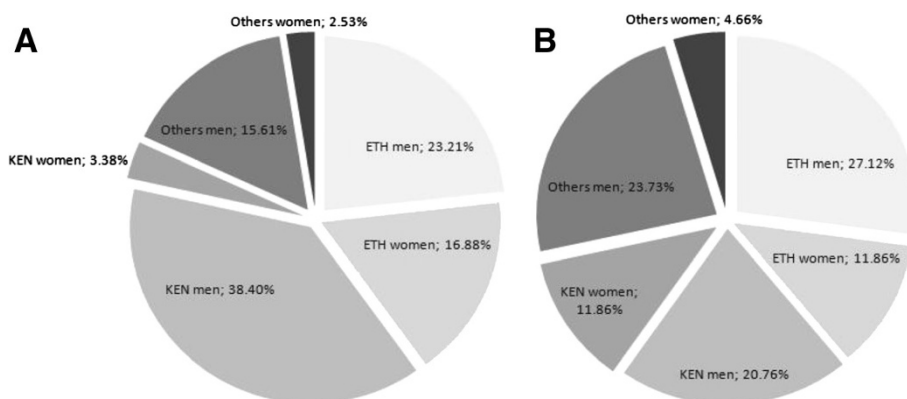 A
Others women; 2.53%
Others men; 15.61%
KEN women; 3.38%
ETH men; 23.21%
ETH women; 16.88%
KEN men; 38.40%
B
Others women; 4.66%
ETH men; 27.12%
Others men; 23.73%
ETH women; 11.86%
KEN women;
11.86%
KEN men; 20.76%